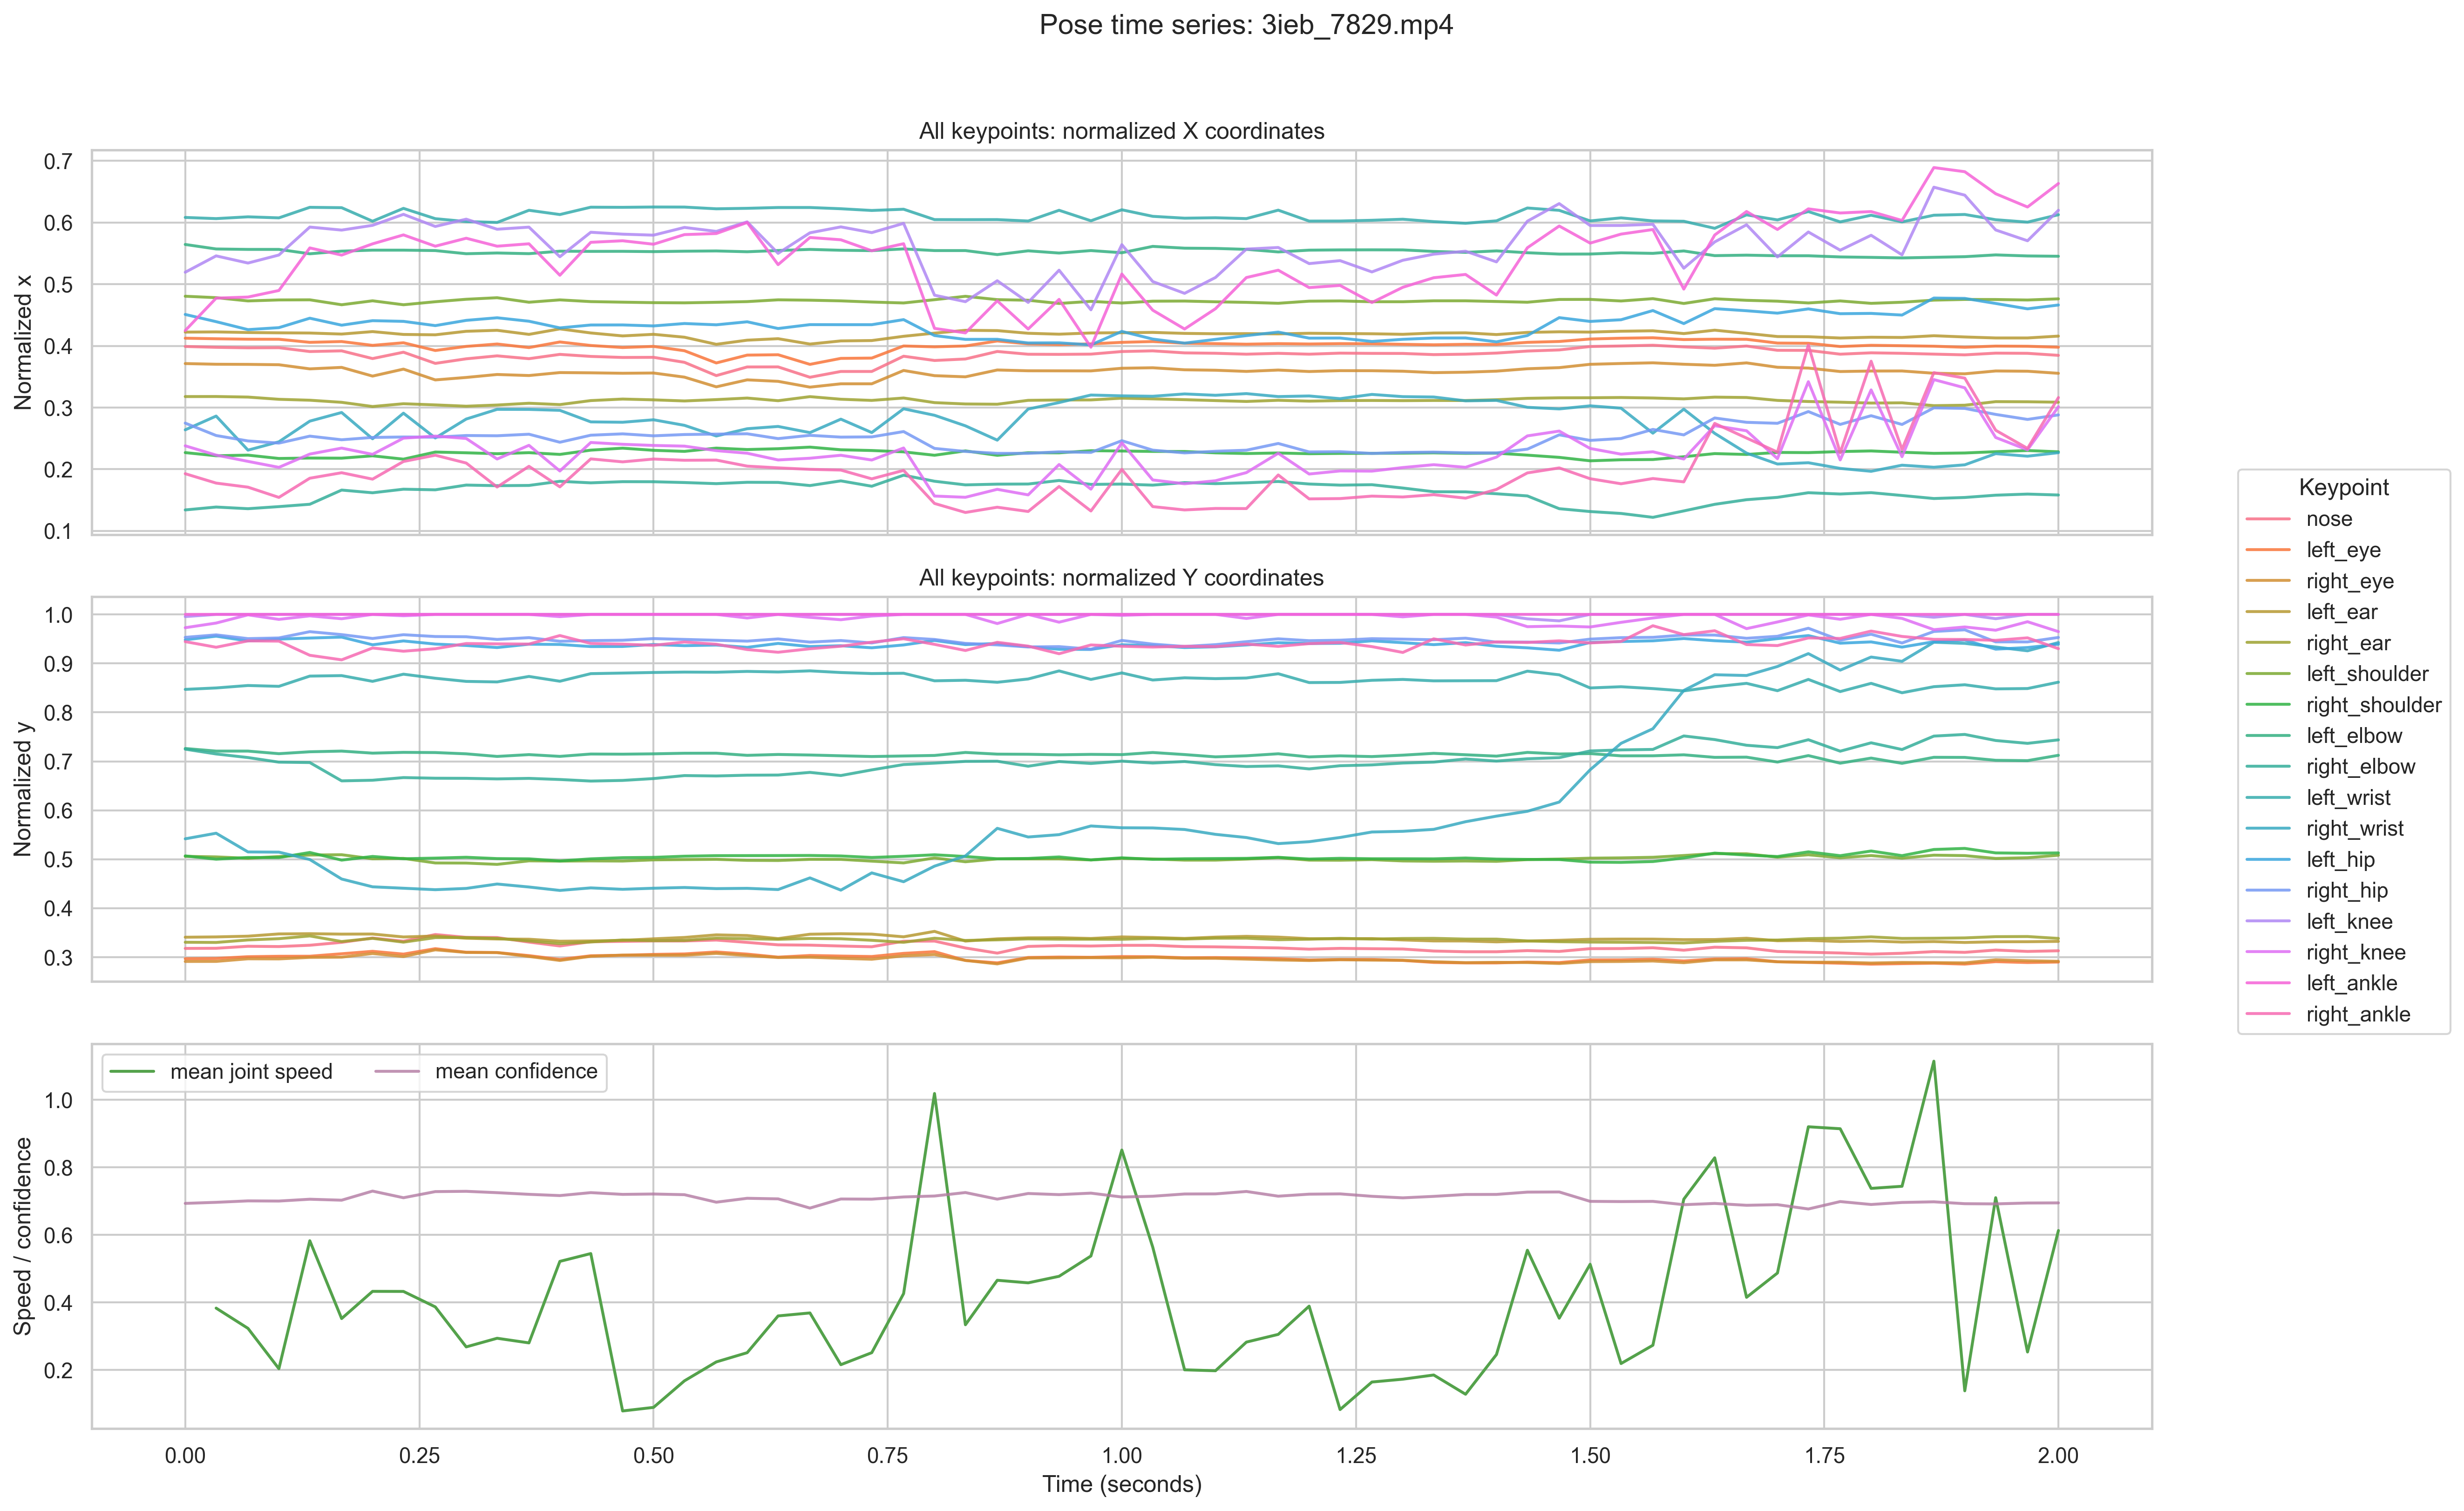 Pose time series: 3ieb_7829.mp4
All keypoints: normalized X coordinates
Normalized x
0.7
0.6
0.5
0.4
0.3
0.2
0.1
All keypoints: normalized Y coordinates
Normalized y
1.0
0.9
0.8
0.7
0.6
0.5
0.4
0.3
Keypoint
nose
left_eye
right_eye
left_ear
right_ear
left_shoulder
right_shoulder
left_elbow
right_elbow
left_wrist
right_wrist
left_hip
right_hip
left_knee
right_knee
left_ankle
right_ankle
mean joint speed mean confidence
Speed / confidence
1.0
0.8
0.6
0.4
0.2
0.00 0.25 0.50 0.75 1.00 1.25 1.50 1.75 2.00
Time (seconds)